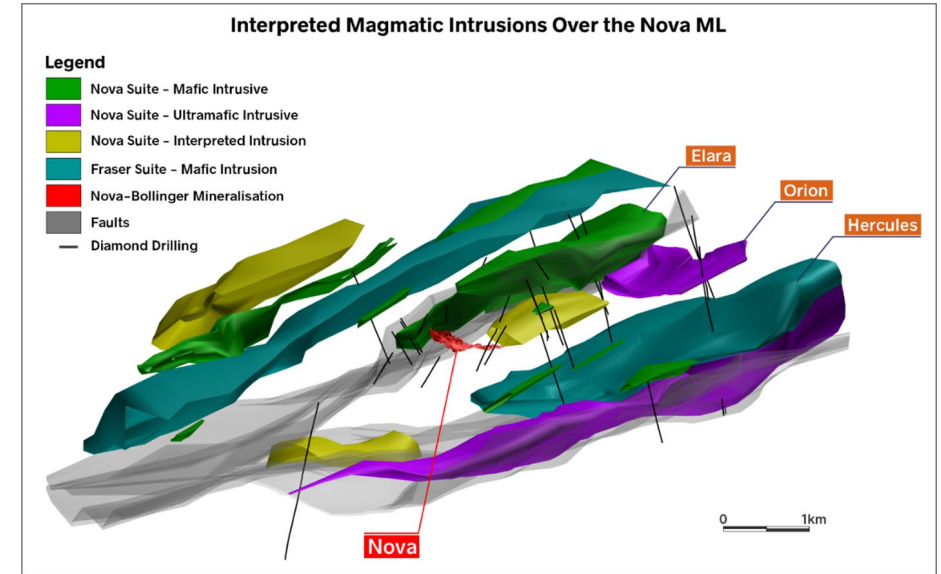 Interpreted Magmatic Intrusions Over the Nova ML
Legend
Nova Suite – Mafic Intrusive
Nova Suite – Ultramafic Intrusive
Nova Suite – Interpreted Intrusion
Fraser Suite – Mafic Intrusion
Nova-Bollinger Mineralisation
Faults
Diamond Drilling
Elara
Orion
Hercules
Nova
0 1km